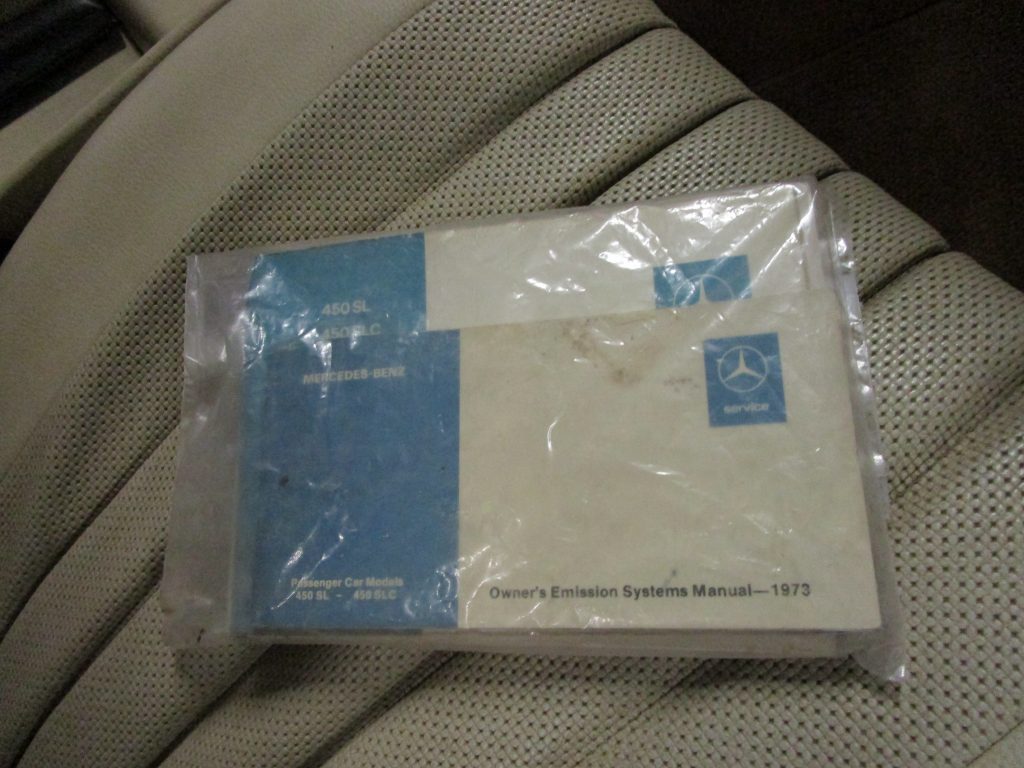 450 SL
450 SLC
MERCEDES-BENZ
service
Passenger Car Models
450 SL - 450 SLC
Owner's Emission Systems Manual—1973